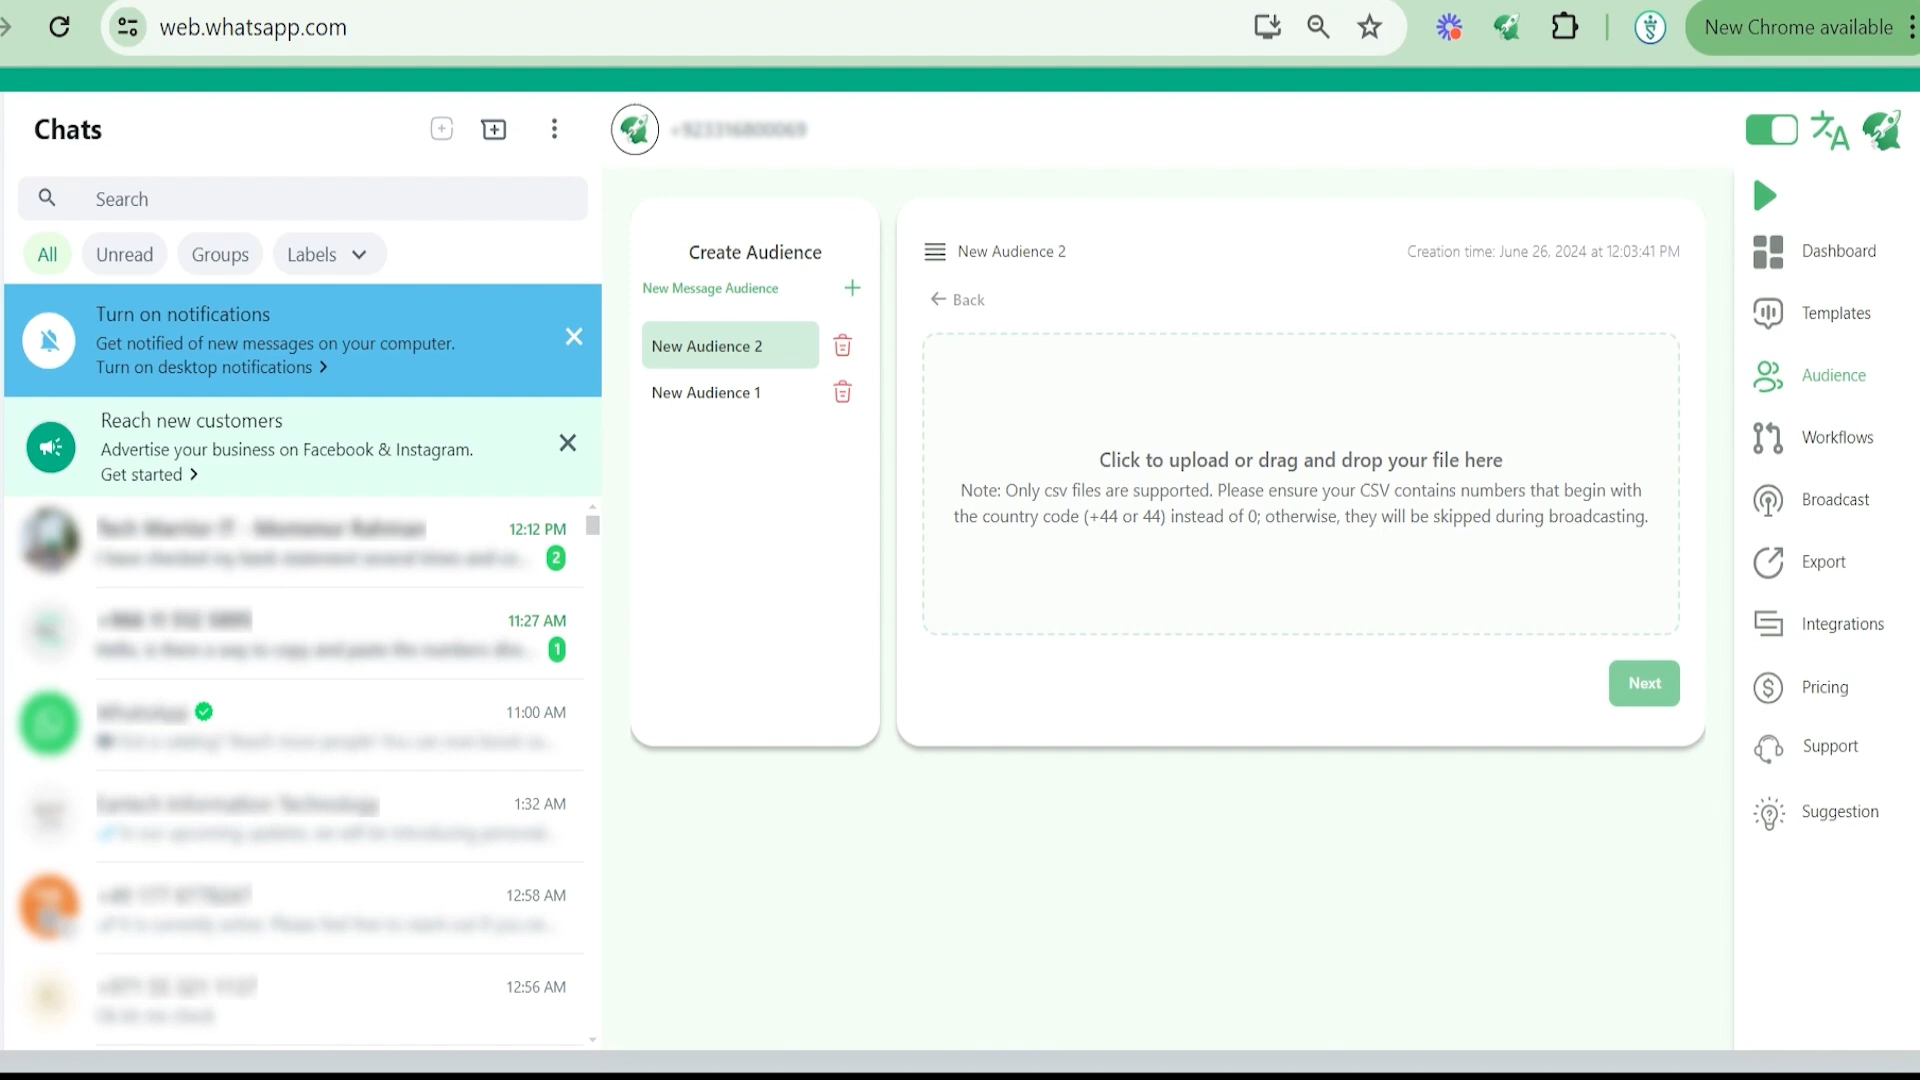 web.whatsapp.com
New Chrome available
Chats
Search
All
Unread
Groups
Labels
Turn on notifications
Get notified of new messages on your computer.
Turn on desktop notifications
Reach new customers
Advertise your business on Facebook & Instagram.
Get started
12:12 PM
2
11:27 AM
1
11:00 AM
1:32 AM
12:58 AM
12:56 AM
Create Audience
New Message Audience
New Audience 2
New Audience 1
New Audience 2
Creation time: June 26, 2024 at 12:03:41 PM
Back
Click to upload or drag and drop your file here
Note: Only csv files are supported. Please ensure your CSV contains numbers that begin with
the country code (+44 or 44) instead of 0; otherwise, they will be skipped during broadcasting.
Next
Dashboard
Templates
Audience
Workflows
Broadcast
Export
Integrations
Pricing
Support
Suggestion